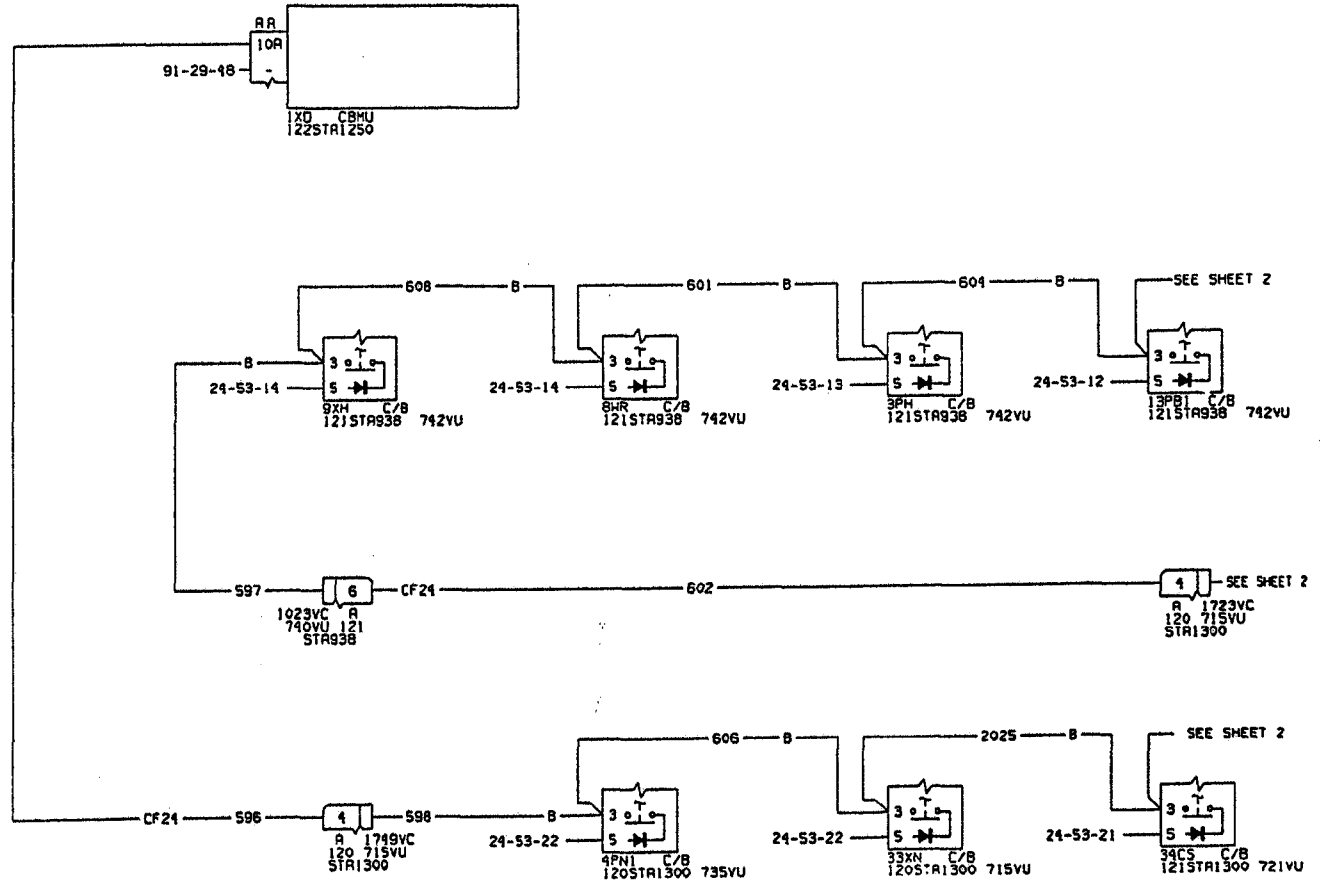 AA
10A
91-29-48 -
1XD CBMU
122STA1250
608 B 601 B 604 B SEE SHEET 2
B 3 3 3 3
24-53-14 5 24-53-14 5 24-53-13 5 24-53-12 5
9XH C/B 8WR C/B 3PH C/B 13PB1 C/B
121STA938 742VU 121STA938 742VU 121STA938 742VU 121STA938 742VU
597 6 CF24 602 4 SEE SHEET 2
1023VC A A 1723VC
740VU 121 120 715VU
STA938 STA1300
606 B 2025 B SEE SHEET 2
CF24 596 4 598 B 3 3 3
A 1749VC 24-53-22 5 24-53-22 5 24-53-21 5
120 715VU 4PN1 C/B 33XN C/B 34CS C/B
STA1300 120STA1300 735VU 120STA1300 715VU 121STA1300 721VU